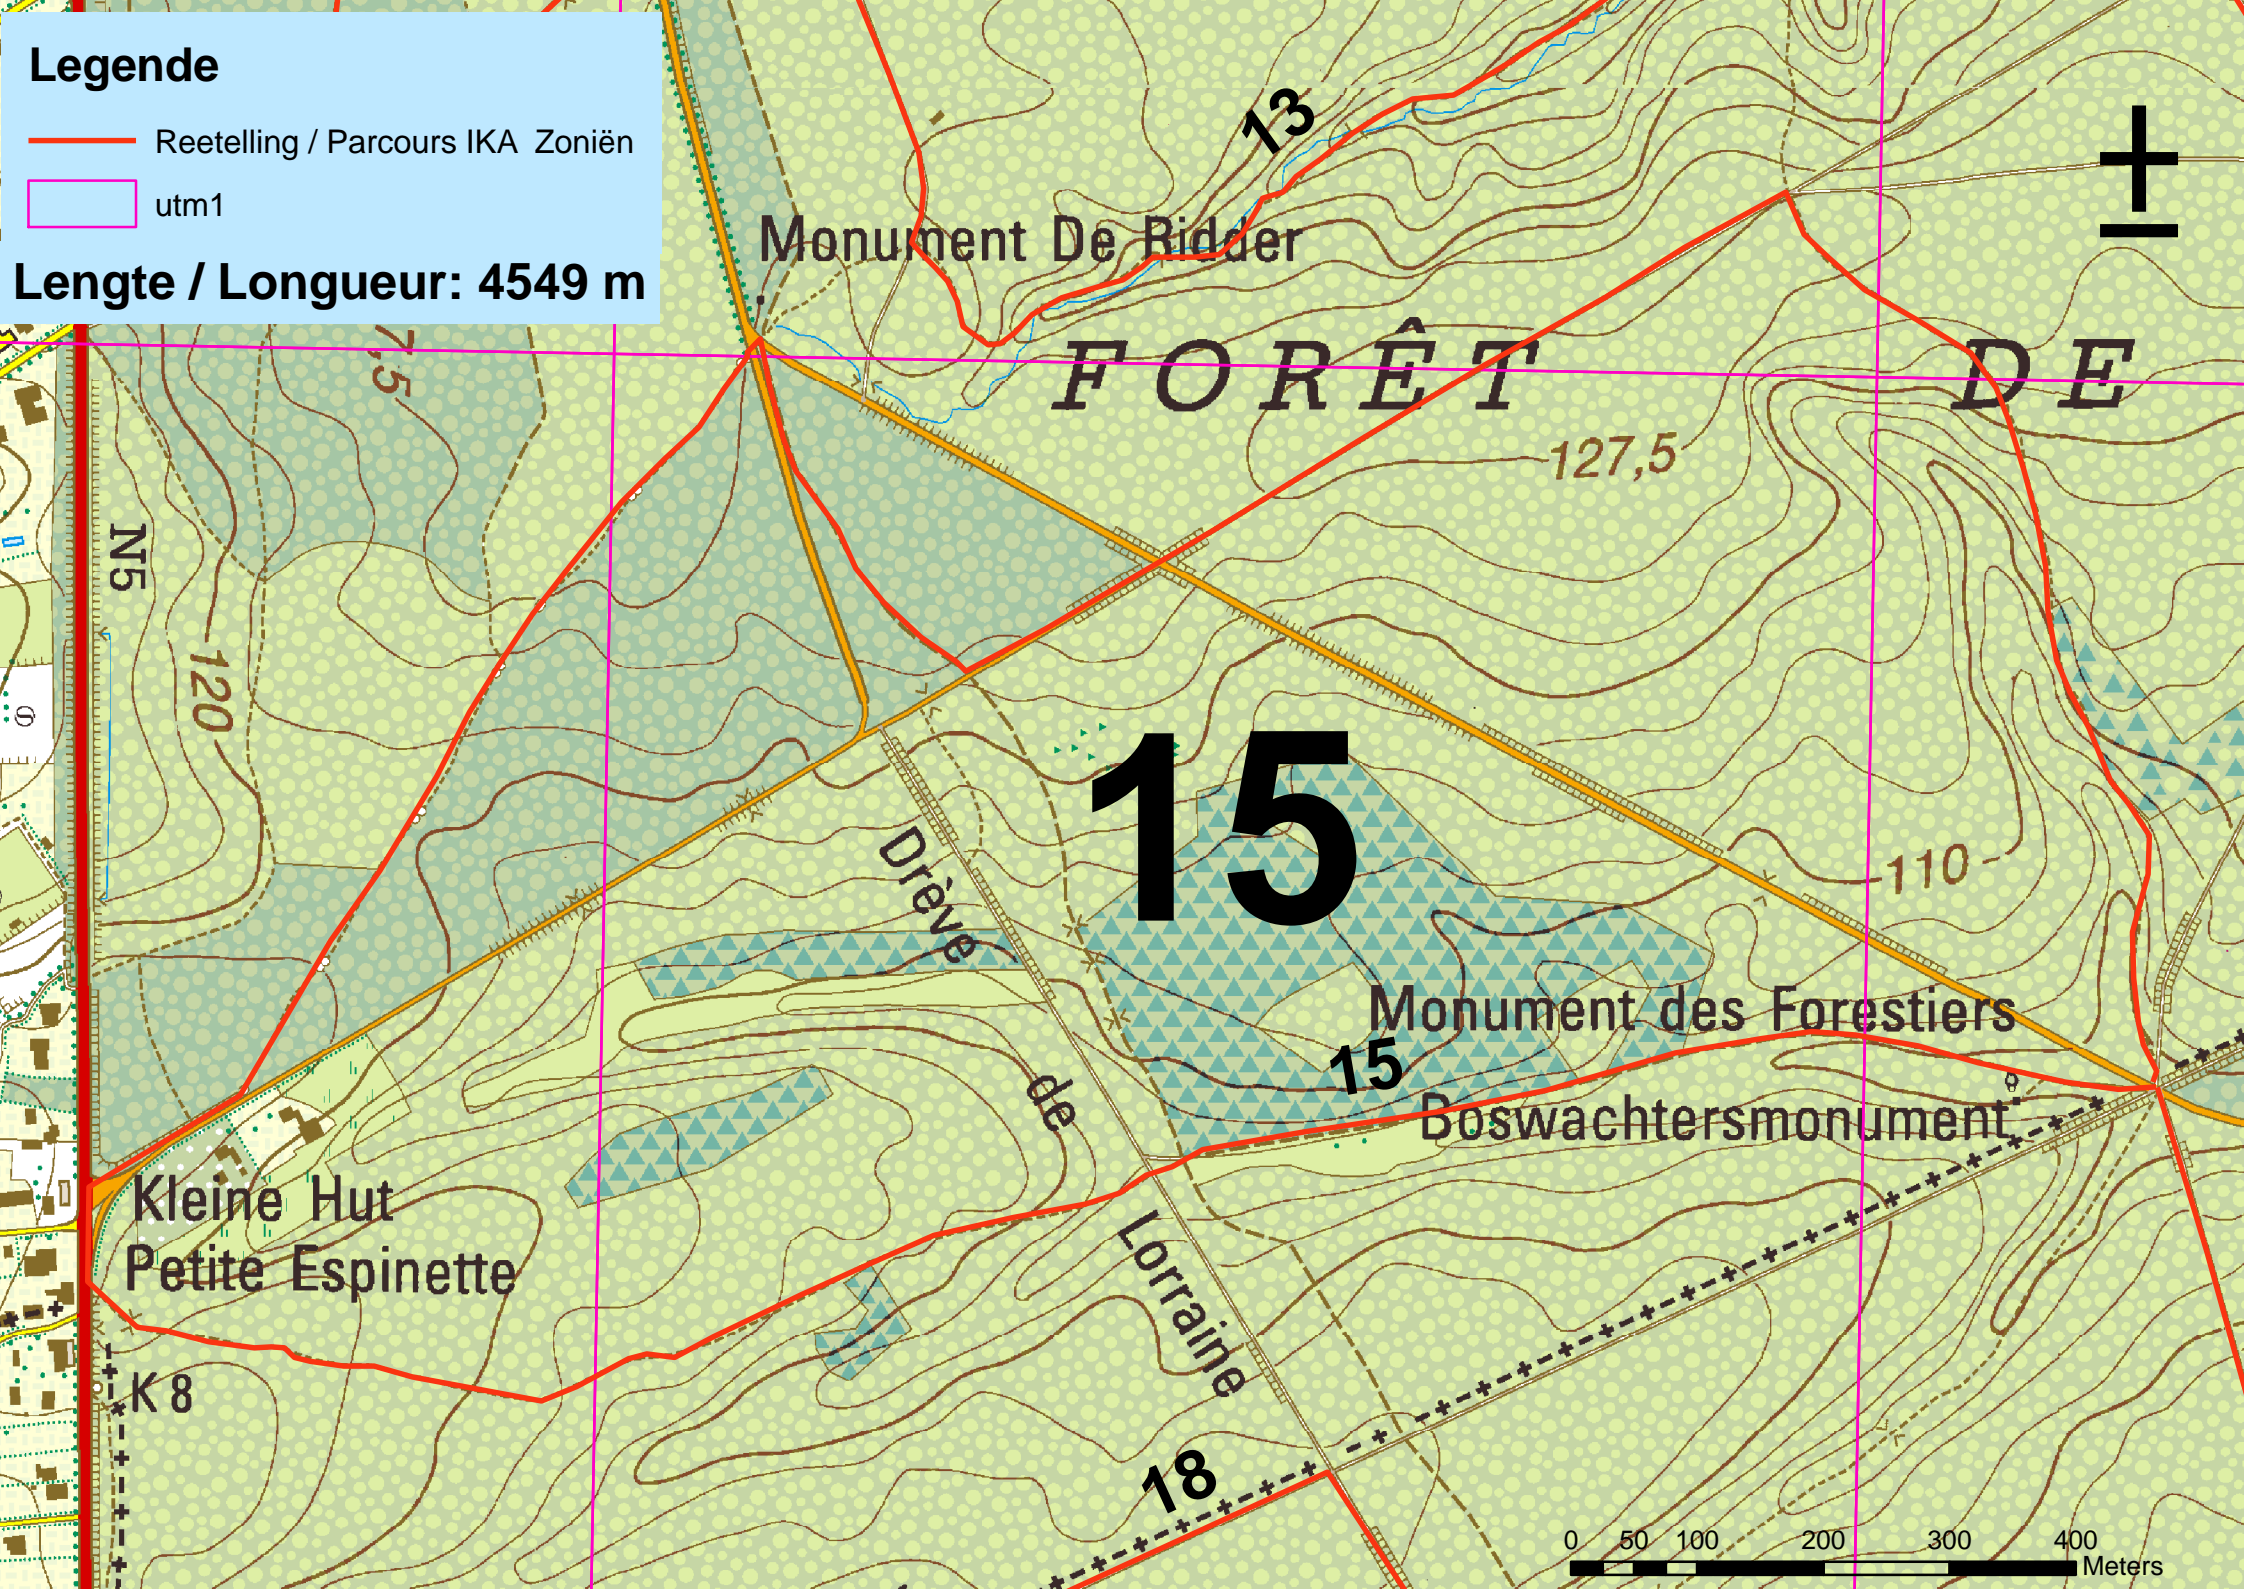 Legende
Reetelling / Parcours IKA Zoniën
utm1
Lengte / Longueur: 4549 m
13
Monument De Ridder
7,5
FORÊT DE
127,5
N5
120
15
Drève de Lorraine
110
Monument des Forestiers
15
Boswachtersmonument
Kleine Hut
Petite Espinette
K 8
18
0 50 100 200 300 400
Meters